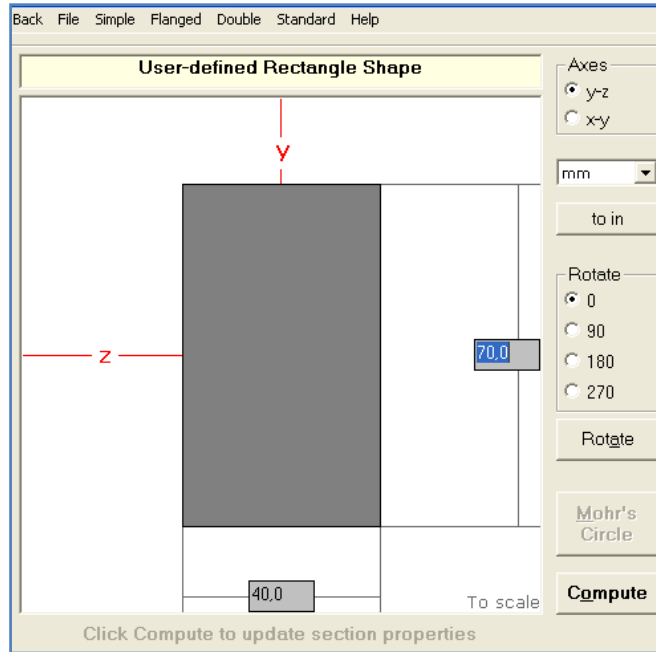 Back File Simple Flanged Double Standard Help
User-defined Rectangle Shape
y
z
70,0
40,0
To scale
Click Compute to update section properties
Axes
y-z
x-y
mm
to in
Rotate
0
90
180
270
Rotate
Mohr's
Circle
Compute